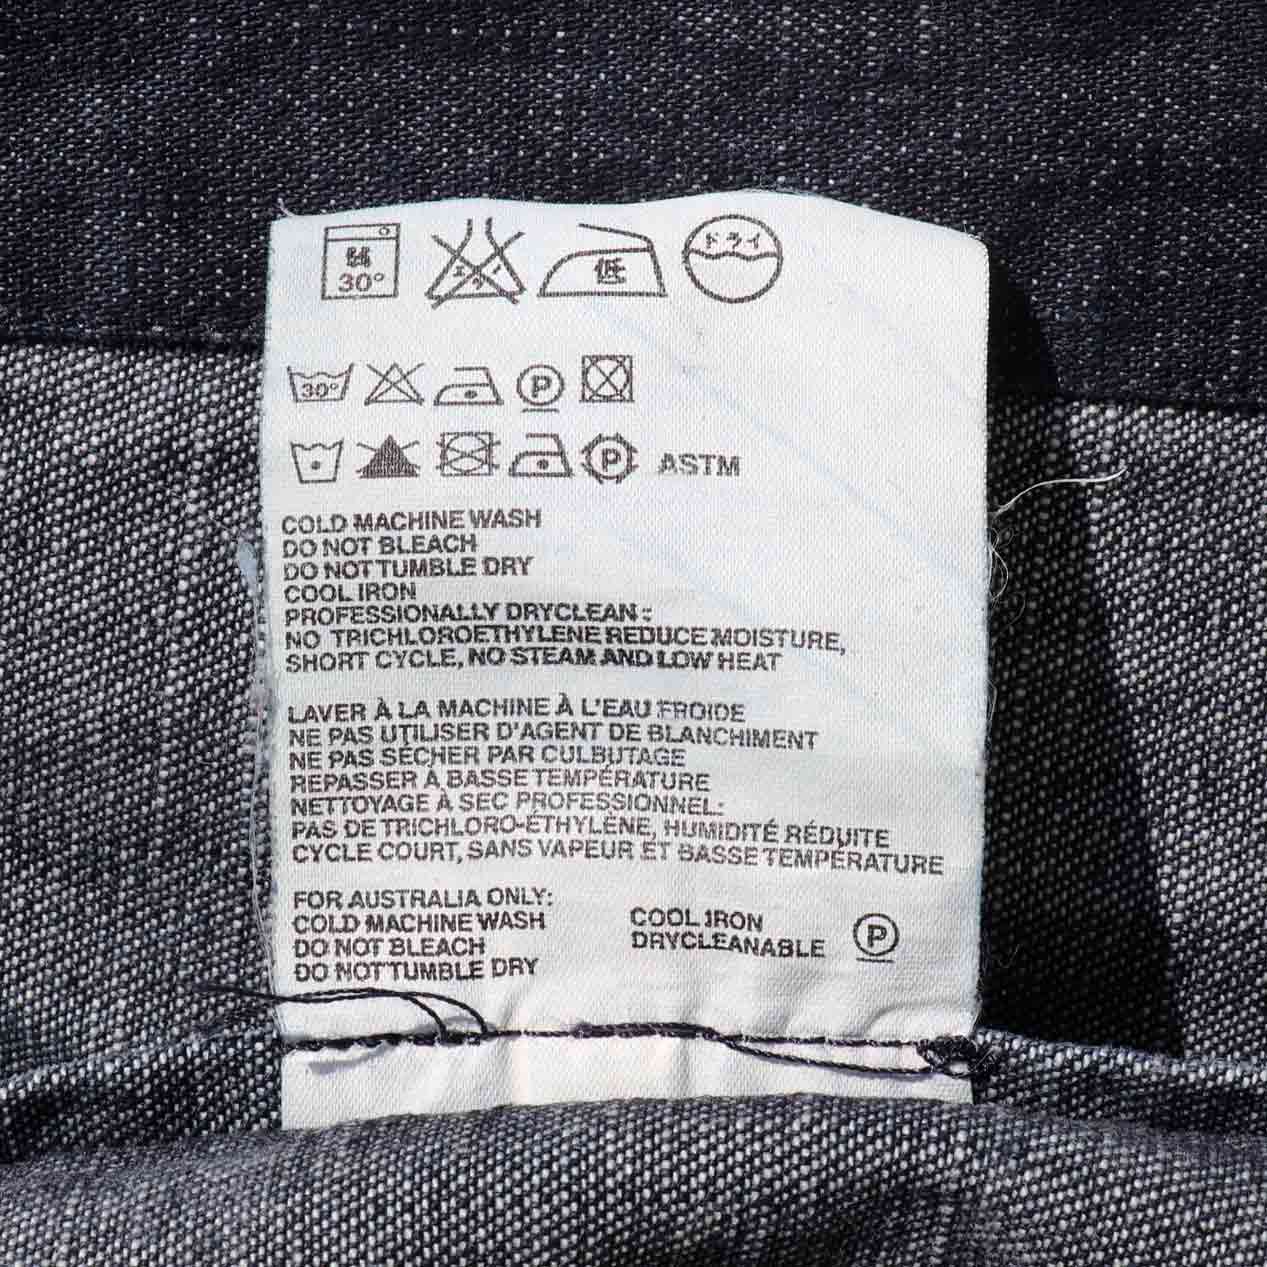 30°
エンソ
低
ドライ
30° P
P ASTM
COLD MACHINE WASH
DO NOT BLEACH
DO NOT TUMBLE DRY
COOL IRON
PROFESSIONALLY DRYCLEAN :
NO TRICHLOROETHYLENE REDUCE MOISTURE,
SHORT CYCLE, NO STEAM AND LOW HEAT
LAVER À LA MACHINE À L'EAU FROIDE
NE PAS UTILISER D'AGENT DE BLANCHIMENT
NE PAS SÉCHER PAR CULBUTAGE
REPASSER À BASSE TEMPÉRATURE
NETTOYAGE À SEC PROFESSIONNEL:
PAS DE TRICHLORO-ÉTHYLÈNE, HUMIDITÉ RÉDUITE
CYCLE COURT, SANS VAPEUR ET BASSE TEMPÉRATURE
FOR AUSTRALIA ONLY:
COLD MACHINE WASH
DO NOT BLEACH
DO NOT TUMBLE DRY
COOL IRON
DRYCLEANABLE
P